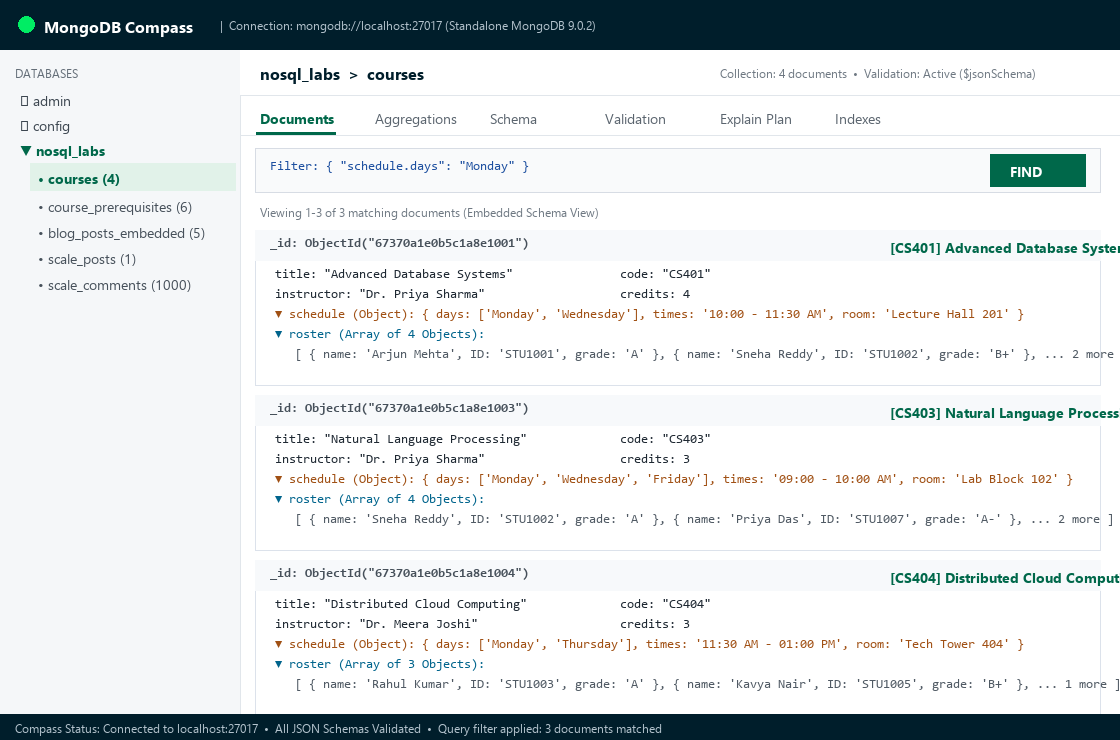 MongoDB Compass | Connection: mongodb://localhost:27017 (Standalone MongoDB 9.0.2)
DATABASES
admin
config
▼ nosql_labs
• courses (4)
• course_prerequisites (6)
• blog_posts_embedded (5)
• scale_posts (1)
• scale_comments (1000)
nosql_labs > courses
Collection: 4 documents • Validation: Active ($jsonSchema)
Documents Aggregations Schema Validation Explain Plan Indexes
Filter: { "schedule.days": "Monday" }
FIND
Viewing 1-3 of 3 matching documents (Embedded Schema View)
_id: ObjectId("67370a1e0b5c1a8e1001")
[CS401] Advanced Database Syste
title: "Advanced Database Systems" code: "CS401"
instructor: "Dr. Priya Sharma" credits: 4
▼ schedule (Object): { days: ['Monday', 'Wednesday'], times: '10:00 - 11:30 AM', room: 'Lecture Hall 201' }
▼ roster (Array of 4 Objects):
[ { name: 'Arjun Mehta', ID: 'STU1001', grade: 'A' }, { name: 'Sneha Reddy', ID: 'STU1002', grade: 'B+' }, ... 2 more
_id: ObjectId("67370a1e0b5c1a8e1003")
[CS403] Natural Language Process
title: "Natural Language Processing" code: "CS403"
instructor: "Dr. Priya Sharma" credits: 3
▼ schedule (Object): { days: ['Monday', 'Wednesday', 'Friday'], times: '09:00 - 10:00 AM', room: 'Lab Block 102' }
▼ roster (Array of 4 Objects):
[ { name: 'Sneha Reddy', ID: 'STU1002', grade: 'A' }, { name: 'Priya Das', ID: 'STU1007', grade: 'A-' }, ... 2 more ]
_id: ObjectId("67370a1e0b5c1a8e1004")
[CS404] Distributed Cloud Comput
title: "Distributed Cloud Computing" code: "CS404"
instructor: "Dr. Meera Joshi" credits: 3
▼ schedule (Object): { days: ['Monday', 'Thursday'], times: '11:30 AM - 01:00 PM', room: 'Tech Tower 404' }
▼ roster (Array of 3 Objects):
[ { name: 'Rahul Kumar', ID: 'STU1003', grade: 'A' }, { name: 'Kavya Nair', ID: 'STU1005', grade: 'B+' }, ... 1 more ]
Compass Status: Connected to localhost:27017 • All JSON Schemas Validated • Query filter applied: 3 documents matched